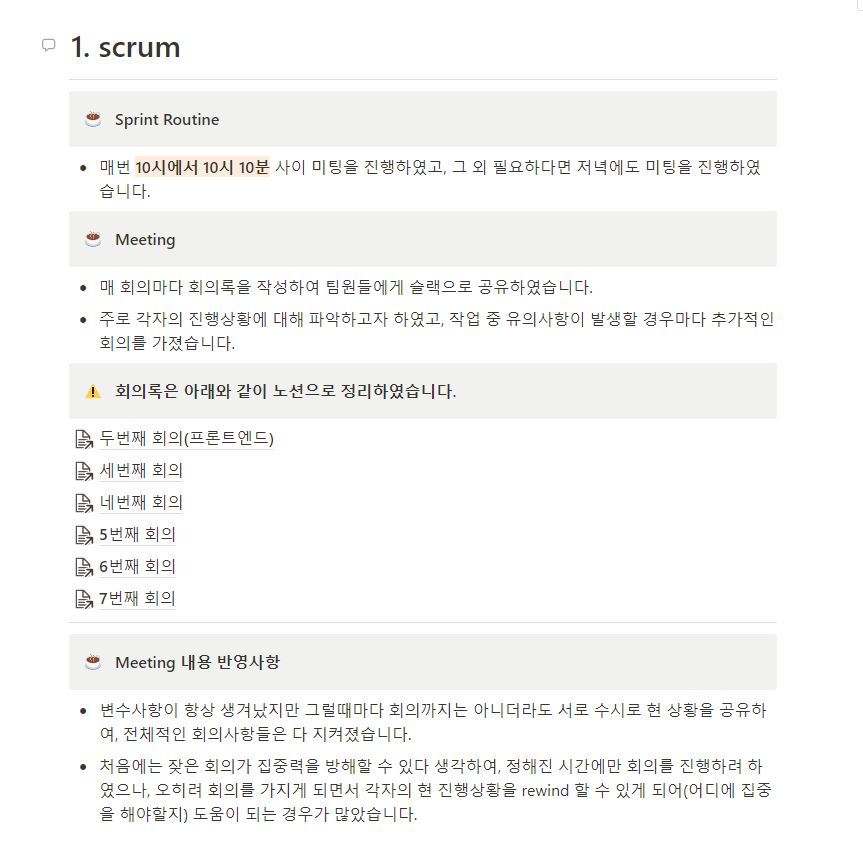 1. scrum
Sprint Routine
매번 10시에서 10시 10분 사이 미팅을 진행하였고, 그 외 필요하다면 저녁에도 미팅을 진행하였
습니다.
Meeting
매 회의마다 회의록을 작성하여 팀원들에게 슬랙으로 공유하였습니다.
주로 각자의 진행상황에 대해 파악하고자 하였고, 작업 중 유의사항이 발생할 경우마다 추가적인
회의를 가졌습니다.
회의록은 아래와 같이 노션으로 정리하였습니다.
두번째 회의(프론트엔드)
세번째 회의
네번째 회의
5번째 회의
6번째 회의
7번째 회의
Meeting 내용 반영사항
변수사항이 항상 생겨났지만 그럴때마다 회의까지는 아니더라도 서로 수시로 현 상황을 공유하
여, 전체적인 회의사항들은 다 지켜졌습니다.
처음에는 잦은 회의가 집중력을 방해할 수 있다 생각하여, 정해진 시간에만 회의를 진행하려 하
였으나, 오히려 회의를 가지게 되면서 각자의 현 진행상황을 rewind 할 수 있게 되어(어디에 집중
을 해야할지) 도움이 되는 경우가 많았습니다.